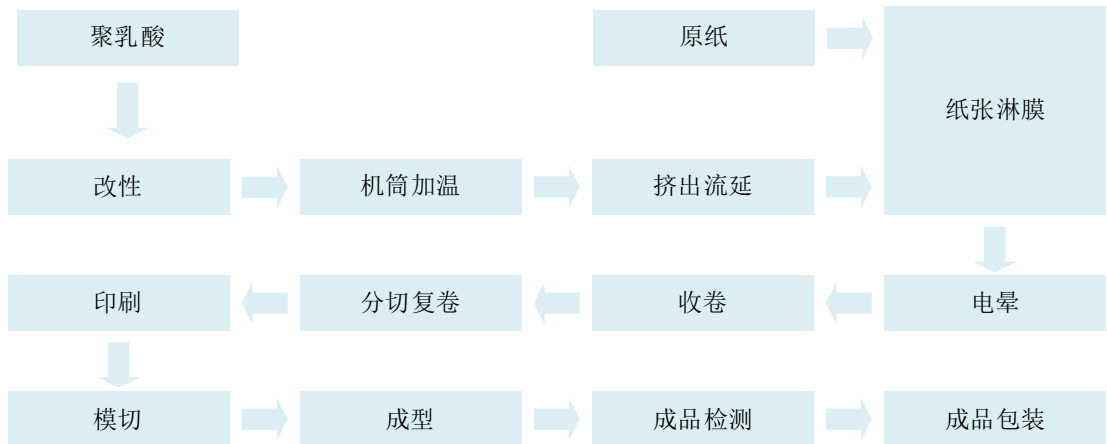 聚乳酸
原纸
纸张淋膜
改性
机筒加温
挤出流延
印刷
分切复卷
收卷
电晕
模切
成型
成品检测
成品包装